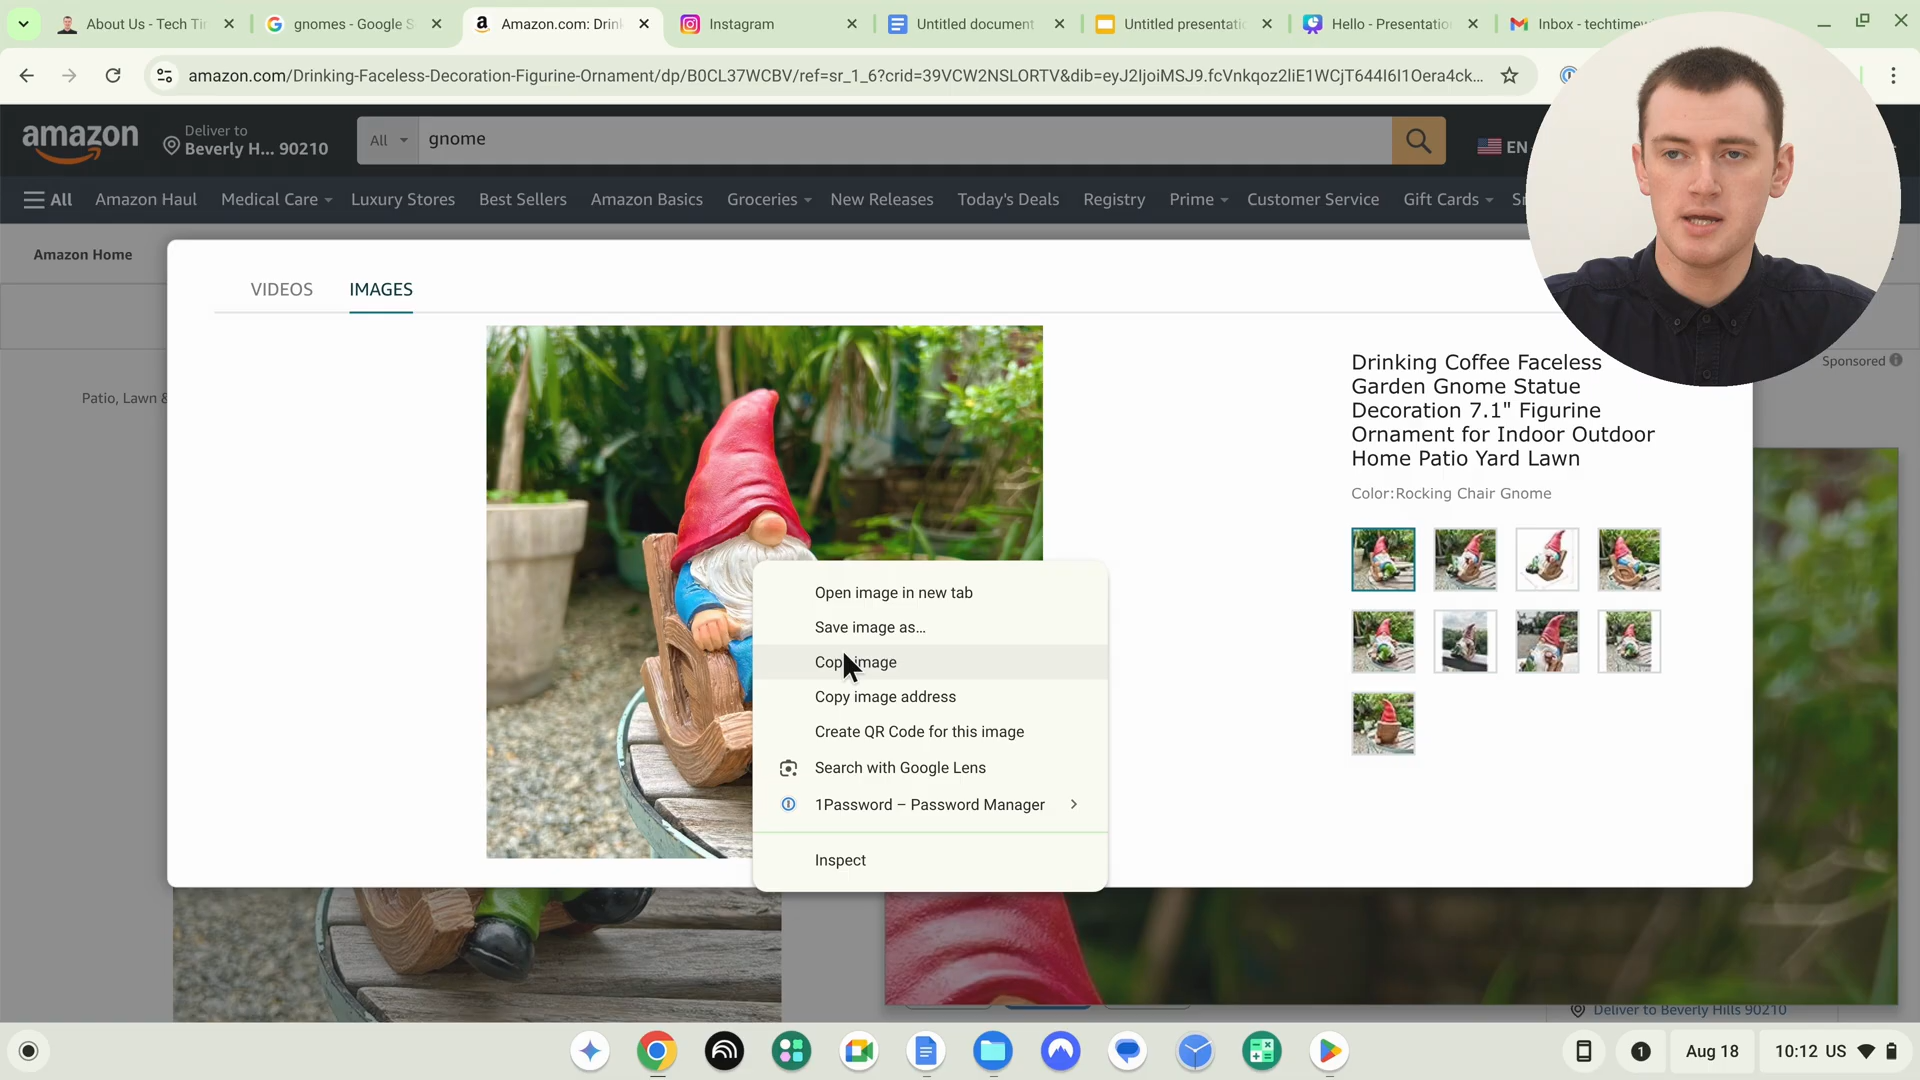 About Us - Tech Ti
gnomes - Google S
Amazon.com: Drin
Instagram
Untitled document
Untitled presentatio
Hello - Presentatio
Inbox - techtimew
amazon.com/Drinking-Faceless-Decoration-Figurine-Ornament/dp/B0CL37WCBV/ref=sr_1_6?crid=39VCW2NSLORTV&dib=eyJ2IjoiMSJ9.fcVnkqoz2liE1WCjT644I6I1Oera4ck...
amazon
Deliver to
Beverly H... 90210
All
gnome
EN
All
Amazon Haul
Medical Care
Luxury Stores
Best Sellers
Amazon Basics
Groceries
New Releases
Today's Deals
Registry
Prime
Customer Service
Gift Cards
Amazon Home
VIDEOS
IMAGES
Sponsored
Patio, Lawn &
Drinking Coffee Faceless
Garden Gnome Statue
Decoration 7.1" Figurine
Ornament for Indoor Outdoor
Home Patio Yard Lawn
Color:Rocking Chair Gnome
Open image in new tab
Save image as...
Copy image
Copy image address
Create QR Code for this image
Search with Google Lens
1Password – Password Manager
Inspect
Deliver to Beverly Hills 90210
1
Aug 18
10:12 US